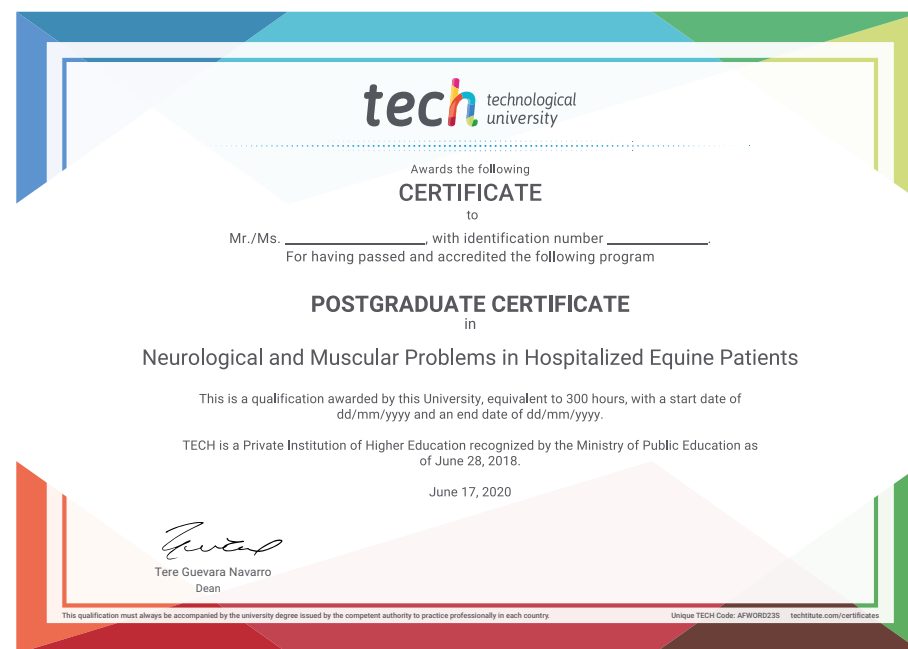 tech technological
university
Awards the following
CERTIFICATE
to
Mr./Ms. ____________________, with identification number ______________.
For having passed and accredited the following program
POSTGRADUATE CERTIFICATE
in
Neurological and Muscular Problems in Hospitalized Equine Patients
This is a qualification awarded by this University, equivalent to 300 hours, with a start date of
dd/mm/yyyy and an end date of dd/mm/yyyy.
TECH is a Private Institution of Higher Education recognized by the Ministry of Public Education as
of June 28, 2018.
June 17, 2020
Tere Guevara Navarro
Dean
This qualification must always be accompanied by the university degree issued by the competent authority to practice professionally in each country. Unique TECH Code: AFWORD23S techtitute.com/certificates